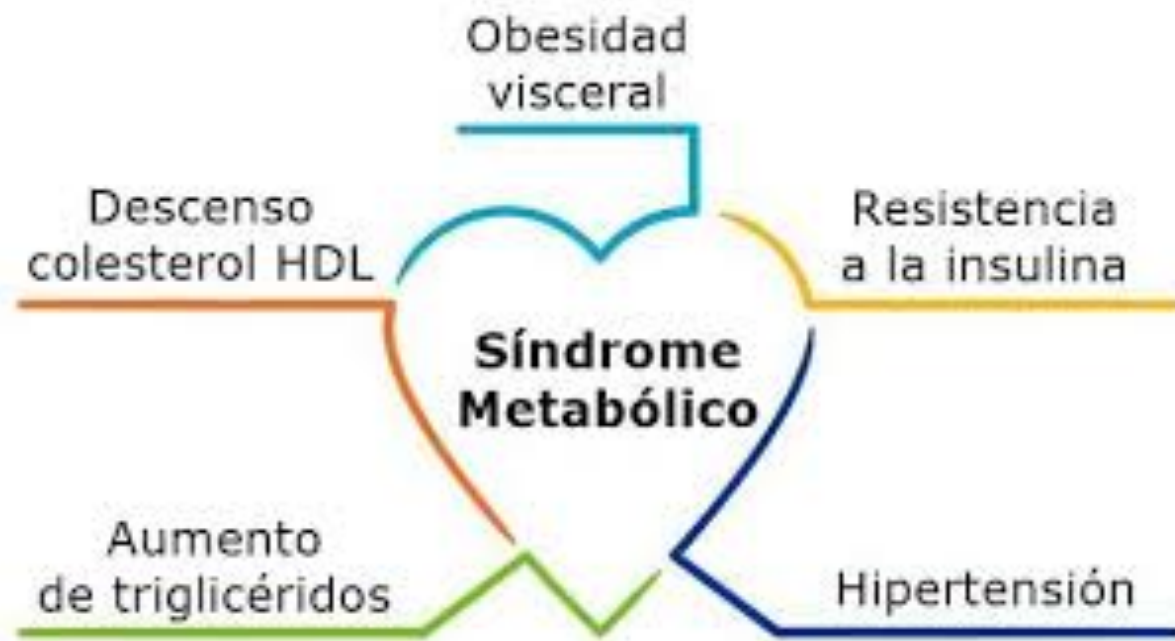 Obesidad
visceral
Descenso
colesterol HDL
Resistencia
a la insulina
Síndrome
Metabólico
Aumento
de triglicéridos
Hipertensión